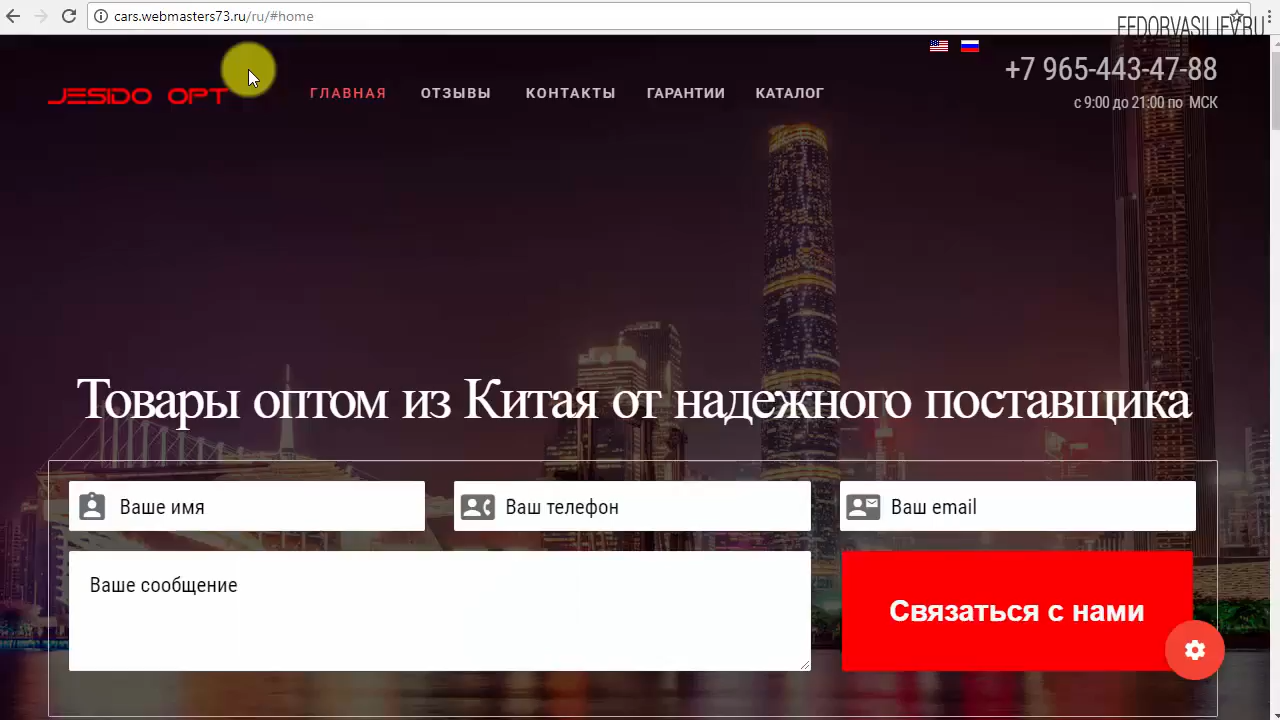 cars.webmasters73.ru/ru/#home
FEDORVASILIEV.RU
+7 965-443-47-88
JESIDO OPT
ГЛАВНАЯ ОТЗЫВЫ КОНТАКТЫ ГАРАНТИИ КАТАЛОГ
с 9:00 до 21:00 по МСК
Товары оптом из Китая от надежного поставщика
Ваше имя
Ваш телефон
Ваш email
Ваше сообщение
Связаться с нами